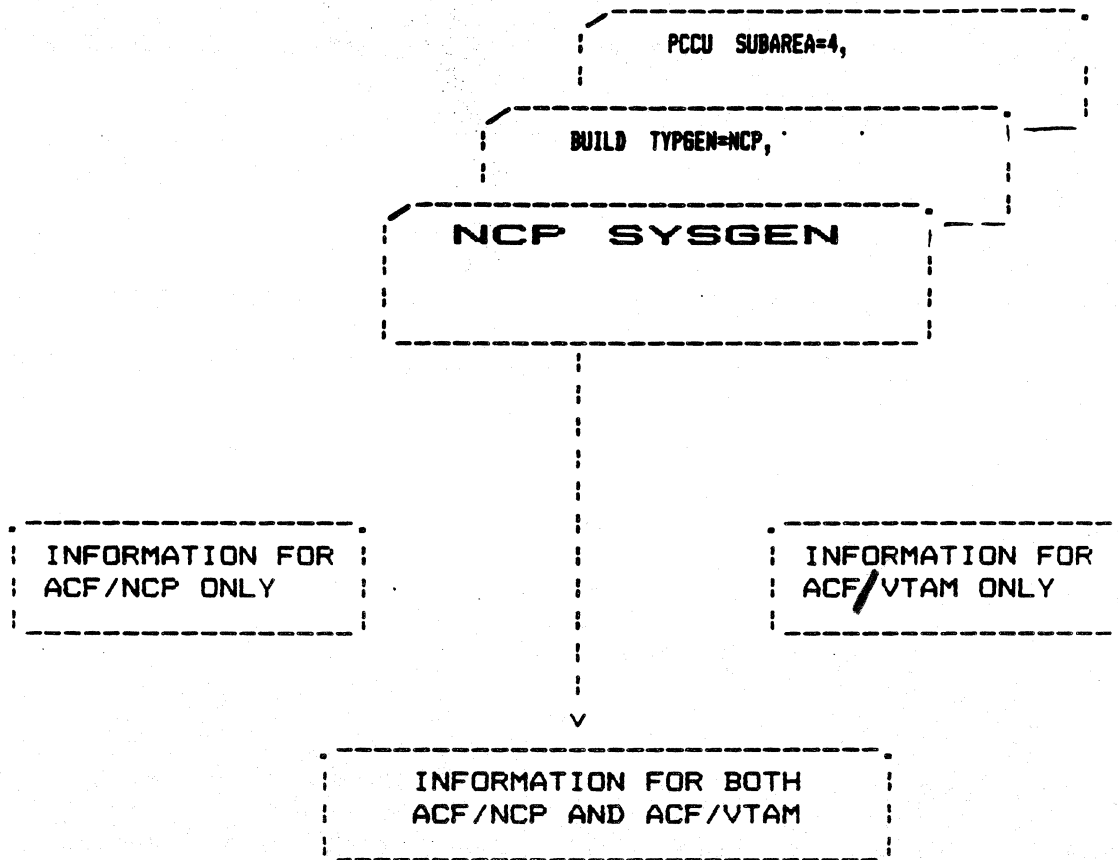 PCCU SUBAREA=4,
BUILD TYPGEN=NCP,
NCP SYSGEN
INFORMATION FOR
ACF/NCP ONLY
INFORMATION FOR
ACF/VTAM ONLY
INFORMATION FOR BOTH
ACF/NCP AND ACF/VTAM